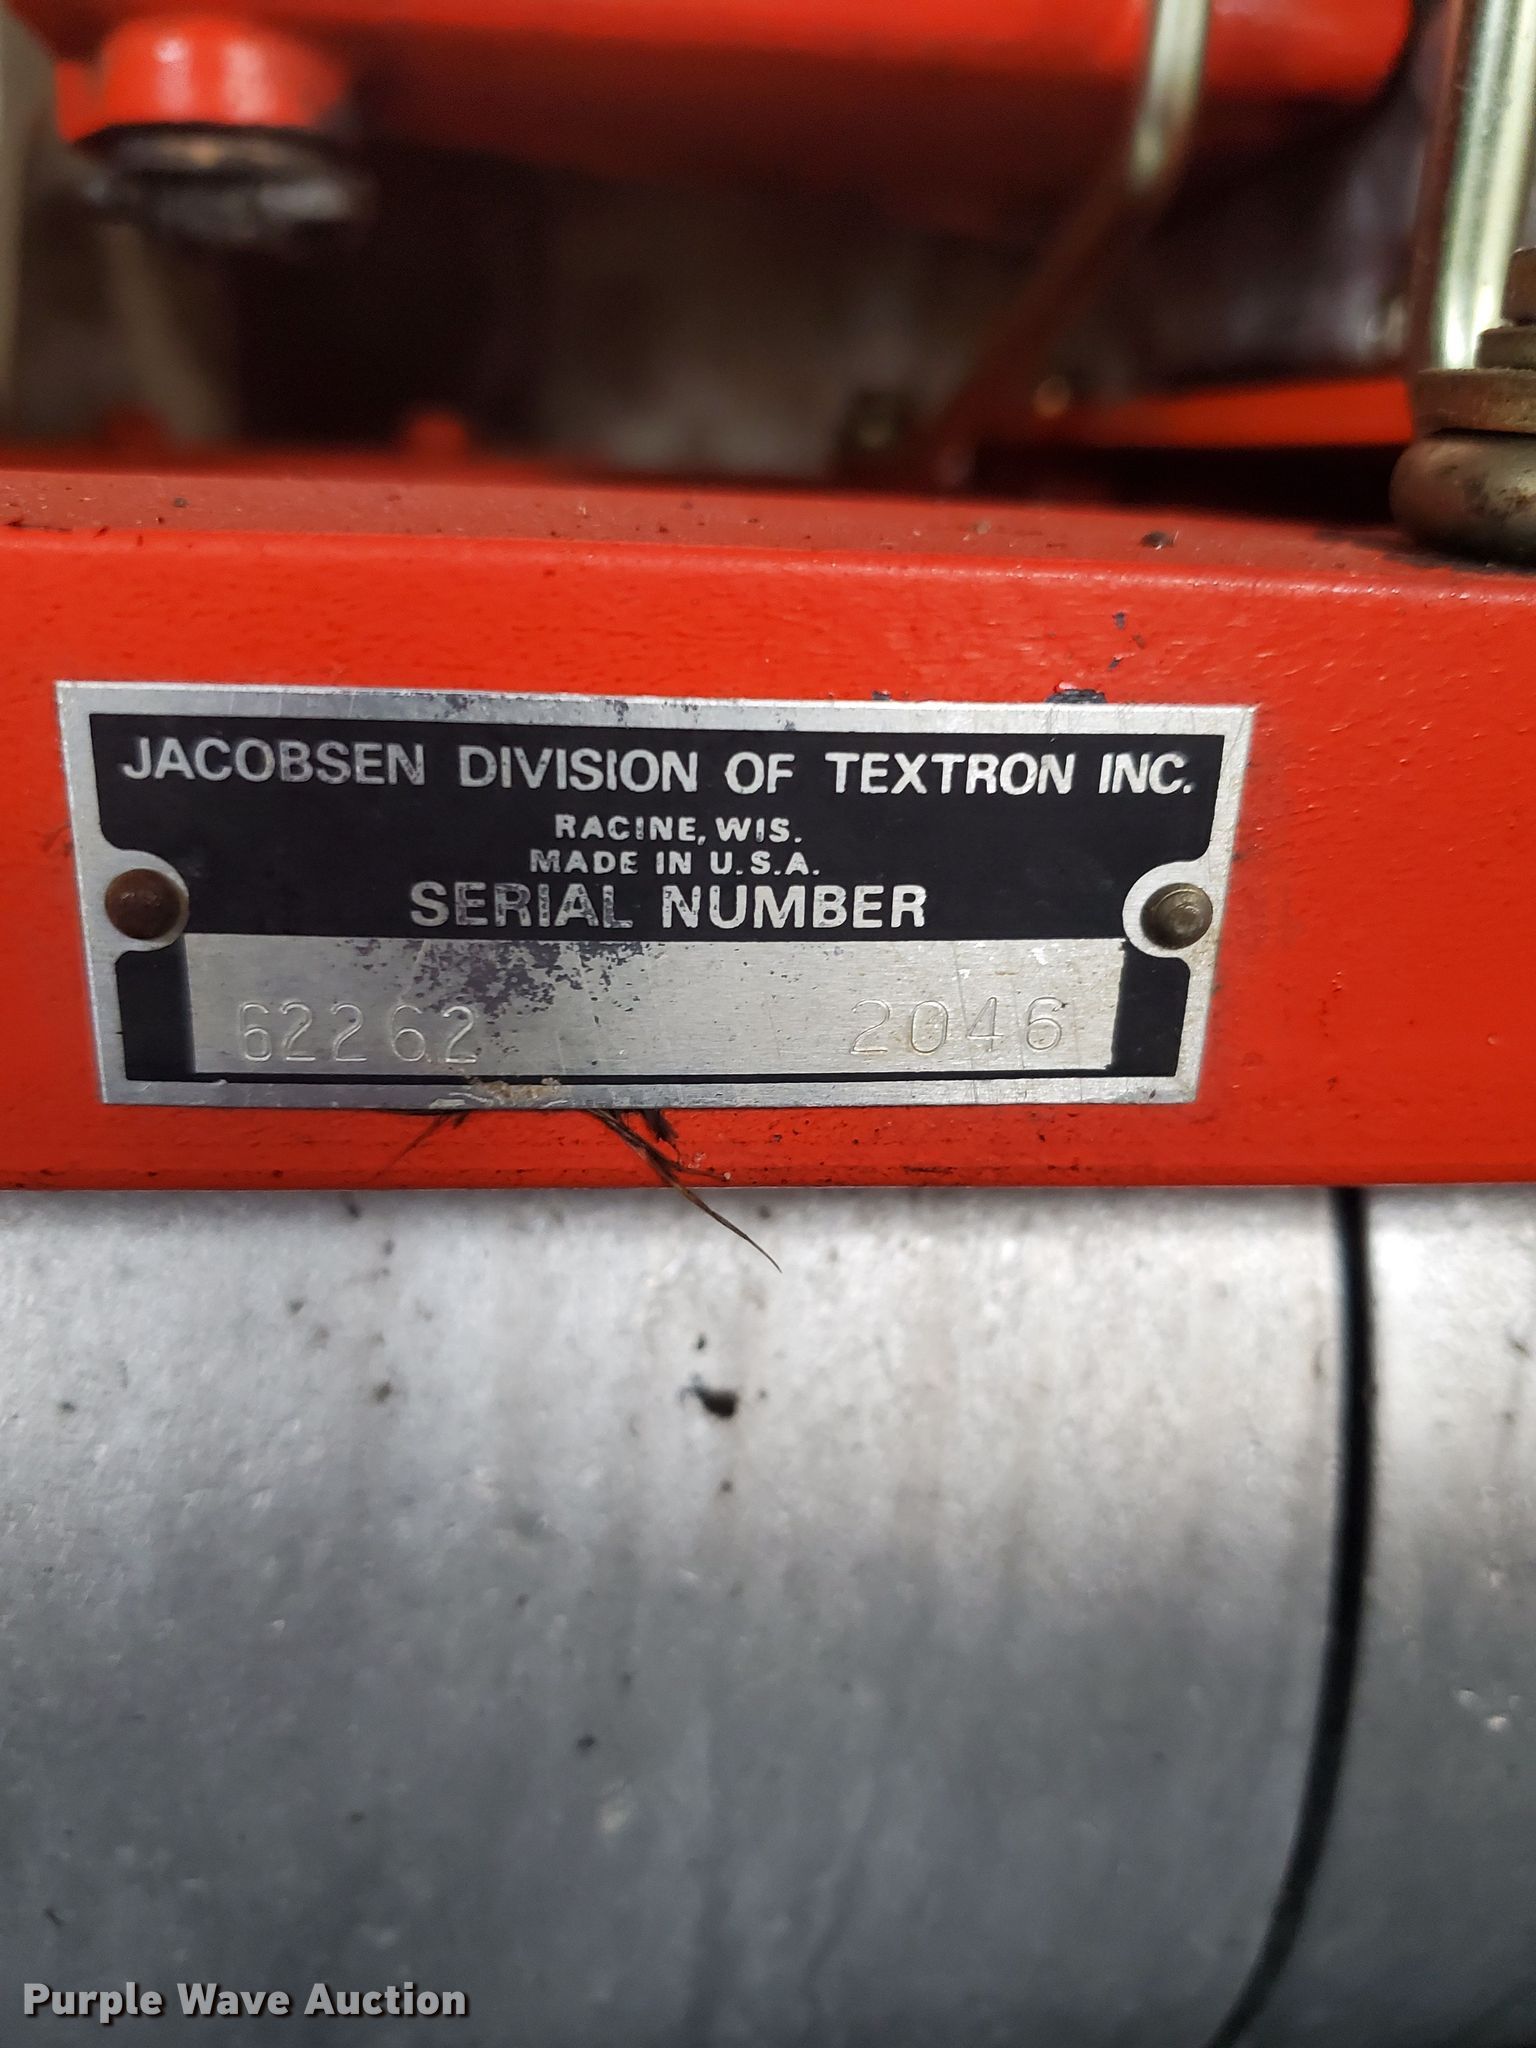 JACOBSEN DIVISION OF TEXTRON INC.
RACINE, WIS.
MADE IN U.S.A.
SERIAL NUMBER
62262 2046
Purple Wave Auction